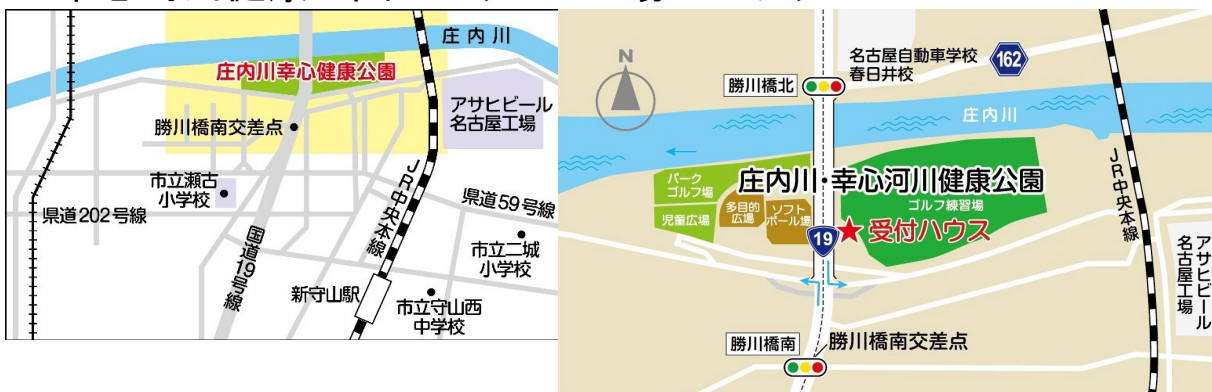 庄内川
庄内川幸心健康公園
アサヒビール
名古屋工場
勝川橋南交差点
市立瀬古
小学校
県道202号線
国道19号線
JR中央本線
県道59号線
市立二城
小学校
新守山駅
市立守山西
中学校
N
名古屋自動車学校
春日井校
162
勝川橋北
庄内川
パーク
ゴルフ場
児童広場
多目的
広場
ソフト
ボール場
庄内川・幸心河川健康公園
ゴルフ練習場
19
★受付ハウス
JR中央本線
アサヒビール
名古屋工場
勝川橋南
勝川橋南交差点